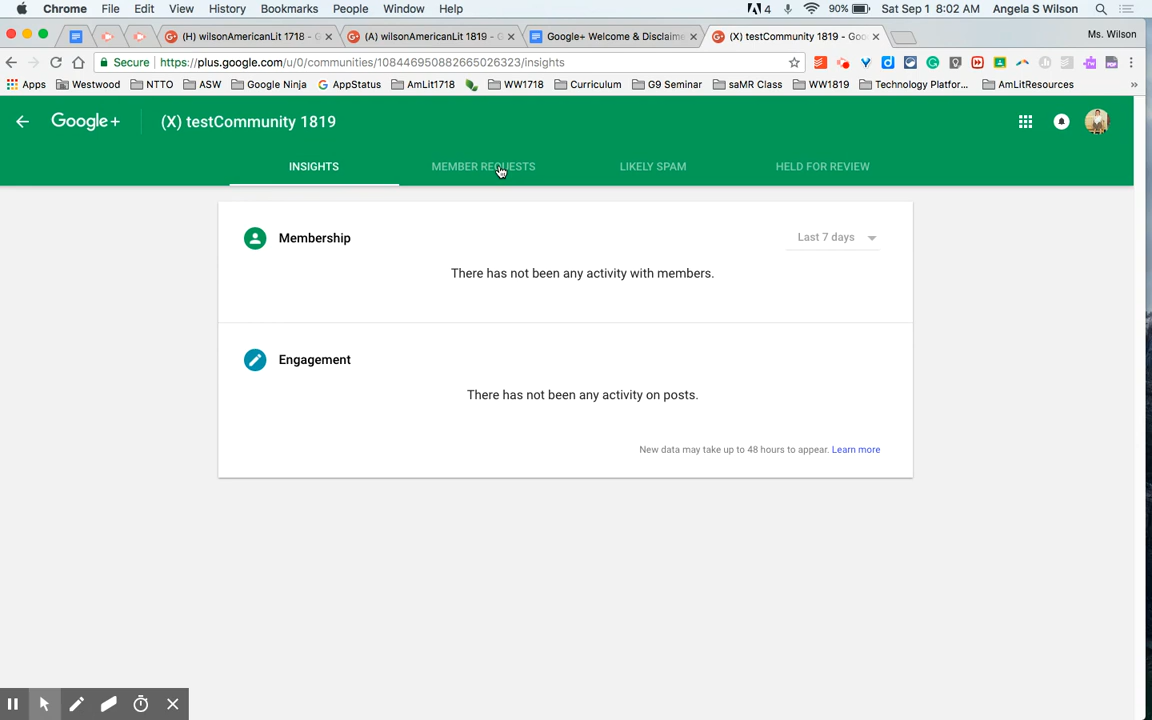 Chrome File Edit View History Bookmarks People Window Help 4 90% Sat Sep 1 8:02 AM Angela S Wilson
(H) wilsonAmericanLit 1718 - G (A) wilsonAmericanLit 1819 - G Google+ Welcome & Disclaime (X) testCommunity 1819 - Goo Ms. Wilson
Secure https://plus.google.com/u/0/communities/108446950882665026323/insights
Apps Westwood NTTO ASW Google Ninja AppStatus AmLit1718 WW1718 Curriculum G9 Seminar saMR Class WW1819 Technology Platfor... AmLitResources »
Google+ (X) testCommunity 1819
INSIGHTS MEMBER REQUESTS LIKELY SPAM HELD FOR REVIEW
Membership Last 7 days
There has not been any activity with members.
Engagement
There has not been any activity on posts.
New data may take up to 48 hours to appear. Learn more